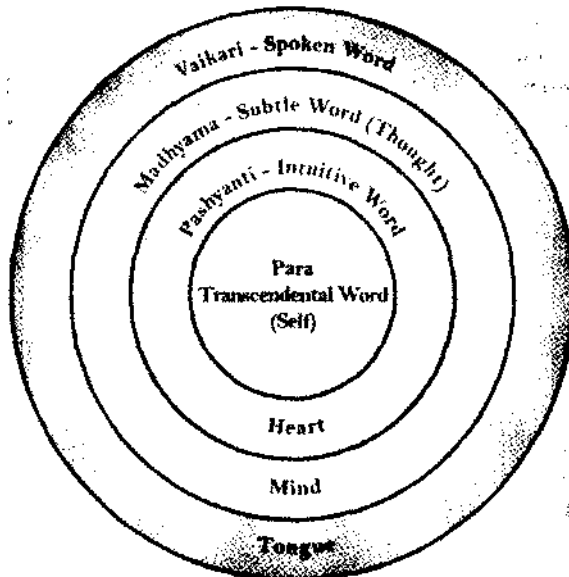 Vaikari - Spoken Word
Madhyama - Subtle Word (Thought)
Pashyanti - Intuitive Word
Para
Transcendental Word
(Self)
Heart
Mind
Tongue